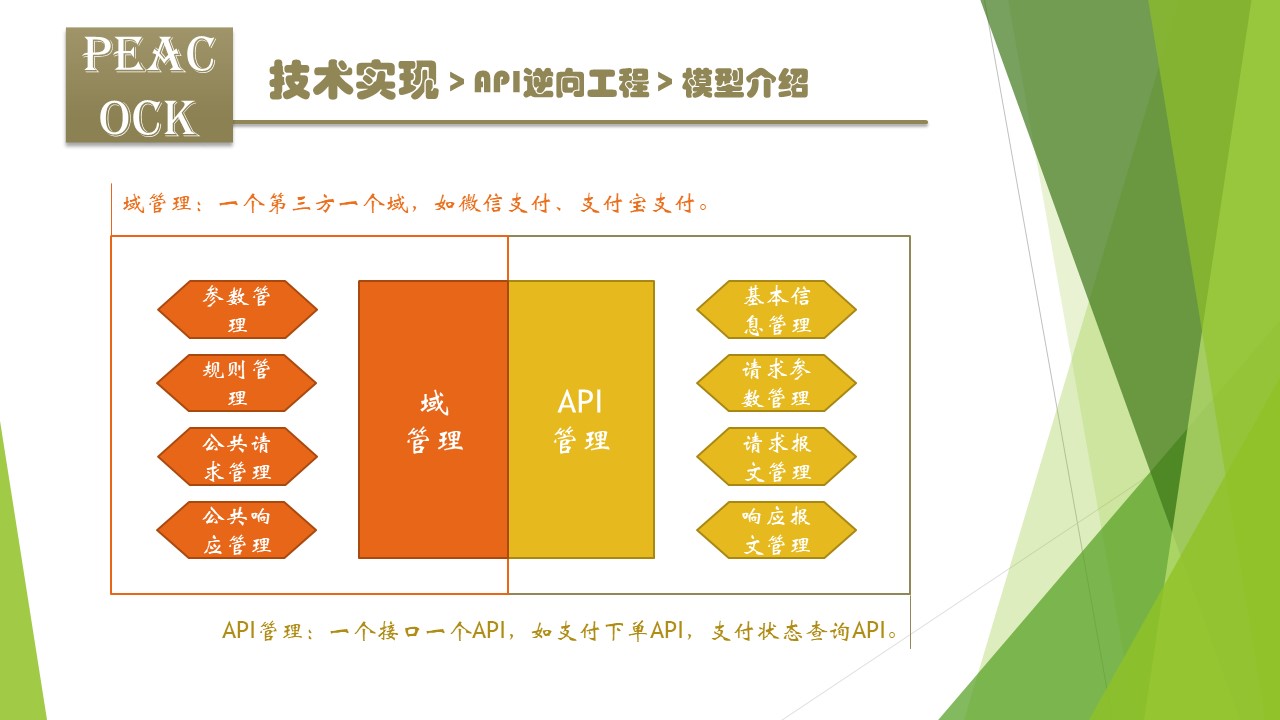 PEAC
OCK
技术实现 > API逆向工程 > 模型介绍
域管理：一个第三方一个域，如微信支付、支付宝支付。
参数管
理
规则管
理
公共请
求管理
公共响
应管理
域
管理
API
管理
基本信
息管理
请求参
数管理
请求报
文管理
响应报
文管理
API管理：一个接口一个API，如支付下单API，支付状态查询API。